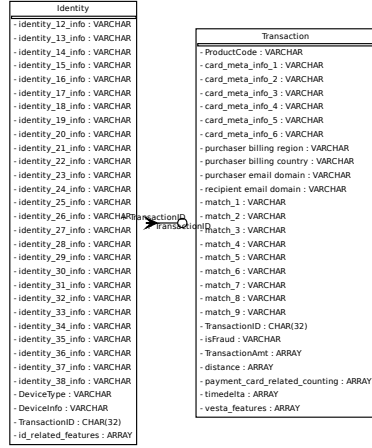 Identity
- identity_12_info : VARCHAR
- identity_13_info : VARCHAR
- identity_14_info : VARCHAR
- identity_15_info : VARCHAR
- identity_16_info : VARCHAR
- identity_17_info : VARCHAR
- identity_18_info : VARCHAR
- identity_19_info : VARCHAR
- identity_20_info : VARCHAR
- identity_21_info : VARCHAR
- identity_22_info : VARCHAR
- identity_23_info : VARCHAR
- identity_24_info : VARCHAR
- identity_25_info : VARCHAR
- identity_26_info : VARCHAR
- identity_27_info : VARCHAR
- identity_28_info : VARCHAR
- identity_29_info : VARCHAR
- identity_30_info : VARCHAR
- identity_31_info : VARCHAR
- identity_32_info : VARCHAR
- identity_33_info : VARCHAR
- identity_34_info : VARCHAR
- identity_35_info : VARCHAR
- identity_36_info : VARCHAR
- identity_37_info : VARCHAR
- identity_38_info : VARCHAR
- DeviceType : VARCHAR
- DeviceInfo : VARCHAR
- TransactionID : CHAR(32)
- id_related_features : ARRAY
+ TransactionID
TransactionID
Transaction
- ProductCode : VARCHAR
- card_meta_info_1 : VARCHAR
- card_meta_info_2 : VARCHAR
- card_meta_info_3 : VARCHAR
- card_meta_info_4 : VARCHAR
- card_meta_info_5 : VARCHAR
- card_meta_info_6 : VARCHAR
- purchaser billing region : VARCHAR
- purchaser billing country : VARCHAR
- purchaser email domain : VARCHAR
- recipient email domain : VARCHAR
- match_1 : VARCHAR
- match_2 : VARCHAR
- match_3 : VARCHAR
- match_4 : VARCHAR
- match_5 : VARCHAR
- match_6 : VARCHAR
- match_7 : VARCHAR
- match_8 : VARCHAR
- match_9 : VARCHAR
- TransactionID : CHAR(32)
- isFraud : VARCHAR
- TransactionAmt : ARRAY
- distance : ARRAY
- payment_card_related_counting : ARRAY
- timedelta : ARRAY
- vesta_features : ARRAY